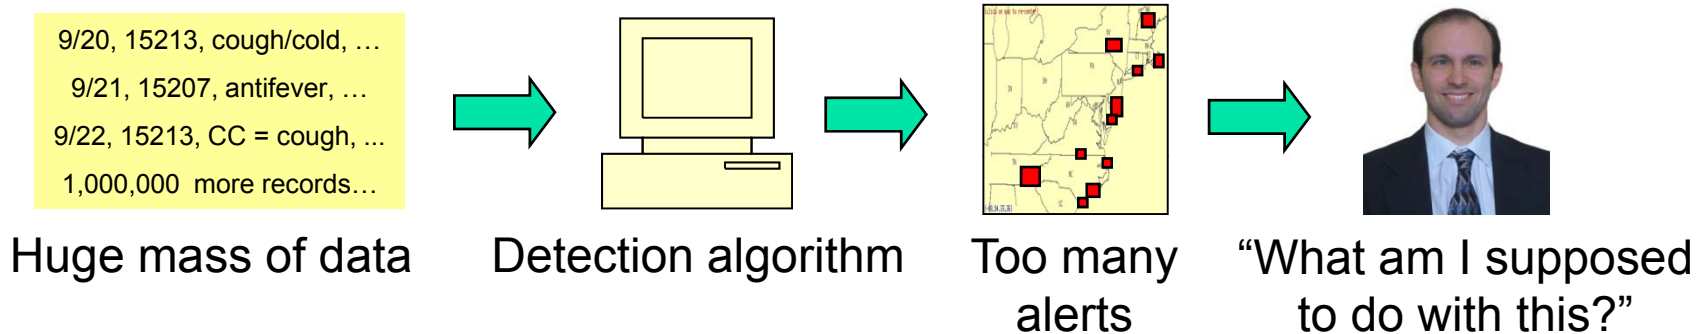 9/20, 15213, cough/cold, …
9/21, 15207, antifever, …
9/22, 15213, CC = cough, ...
1,000,000 more records…
Huge mass of data
Detection algorithm
Too many
alerts
“What am I supposed
to do with this?”